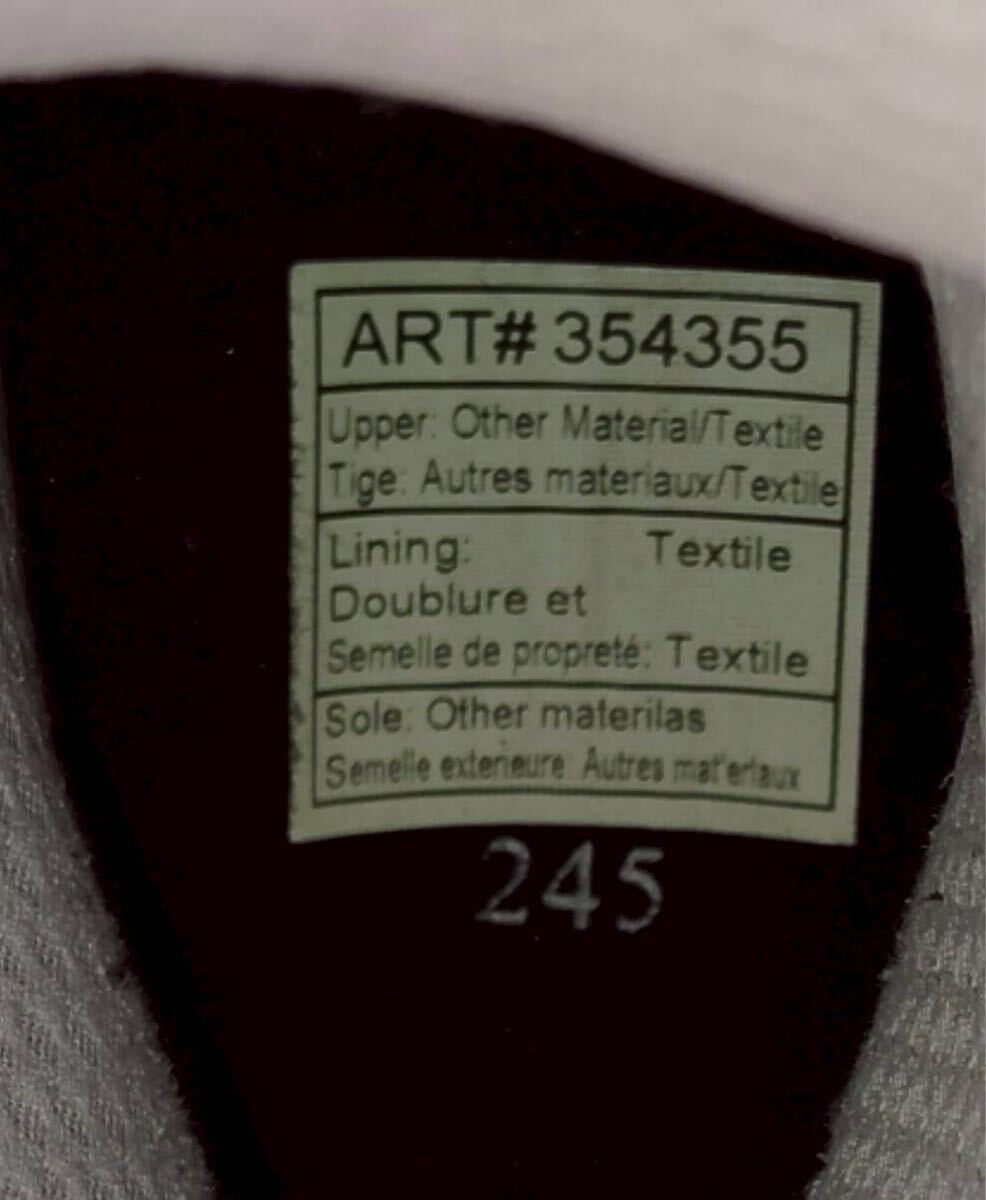 ART# 354355
Upper: Other Material/Textile
Tige: Autres materiaux/Textile
Lining: Textile
Doublure et
Semelle de propreté: Textile
Sole: Other materilas
Semelle exterieure: Autres mat'eriaux
245